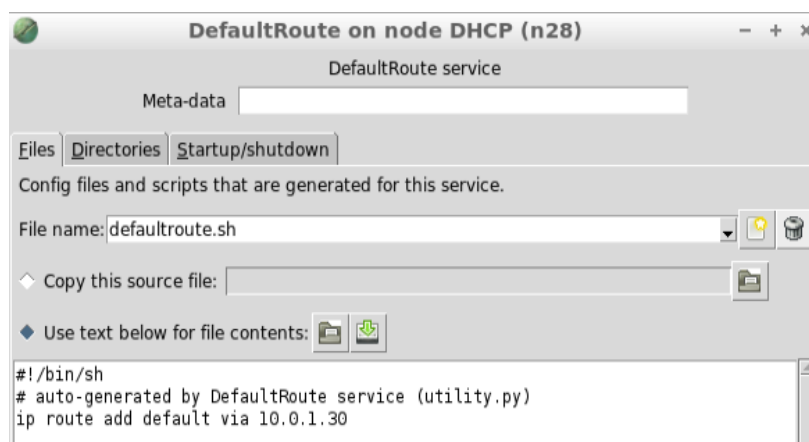 DefaultRoute on node DHCP (n28)
DefaultRoute service
Meta-data
Files Directories Startup/shutdown
Config files and scripts that are generated for this service.
File name: defaultroute.sh
Copy this source file:
Use text below for file contents:
#!/bin/sh
# auto-generated by DefaultRoute service (utility.py)
ip route add default via 10.0.1.30